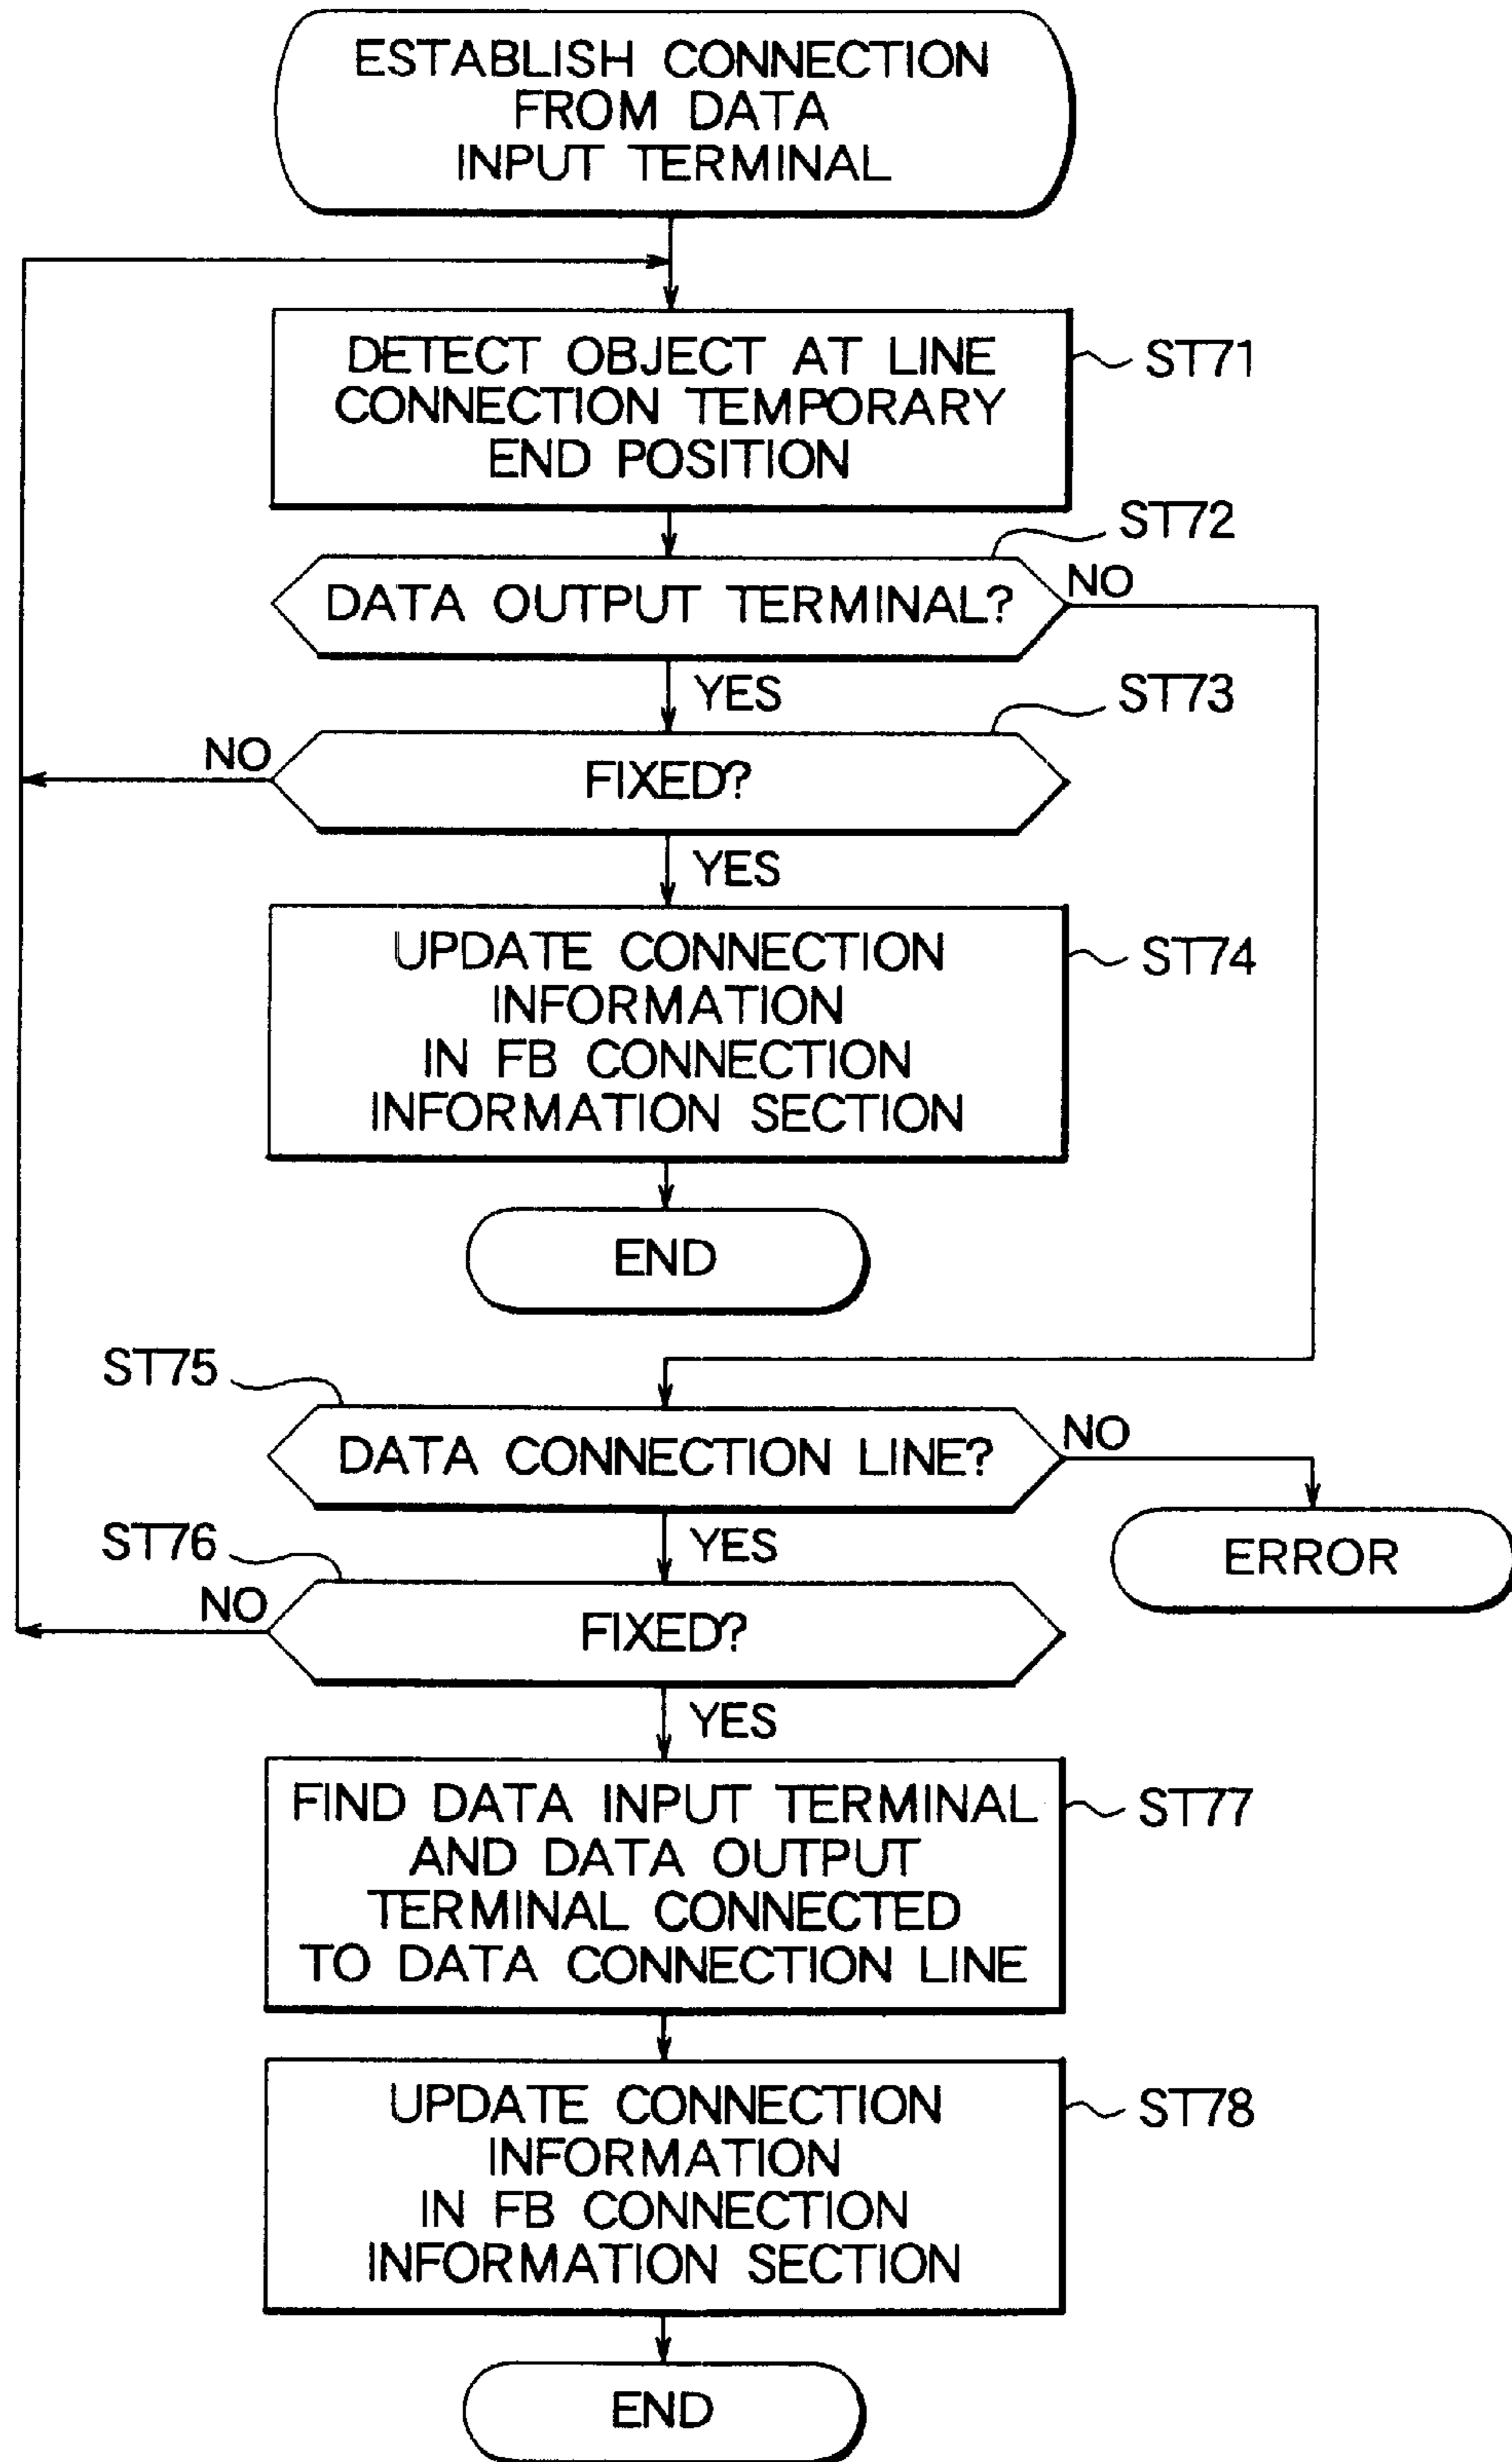 ESTABLISH CONNECTION
FROM DATA
INPUT TERMINAL
DETECT OBJECT AT LINE
CONNECTION TEMPORARY
END POSITION
ST71
ST72
DATA OUTPUT TERMINAL?
NO
YES
ST73
NO
FIXED?
YES
UPDATE CONNECTION
INFORMATION
IN FB CONNECTION
INFORMATION SECTION
ST74
END
ST75
DATA CONNECTION LINE?
NO
ERROR
YES
ST76
NO
FIXED?
YES
FIND DATA INPUT TERMINAL
AND DATA OUTPUT
TERMINAL CONNECTED
TO DATA CONNECTION LINE
ST77
UPDATE CONNECTION
INFORMATION
IN FB CONNECTION
INFORMATION SECTION
ST78
END